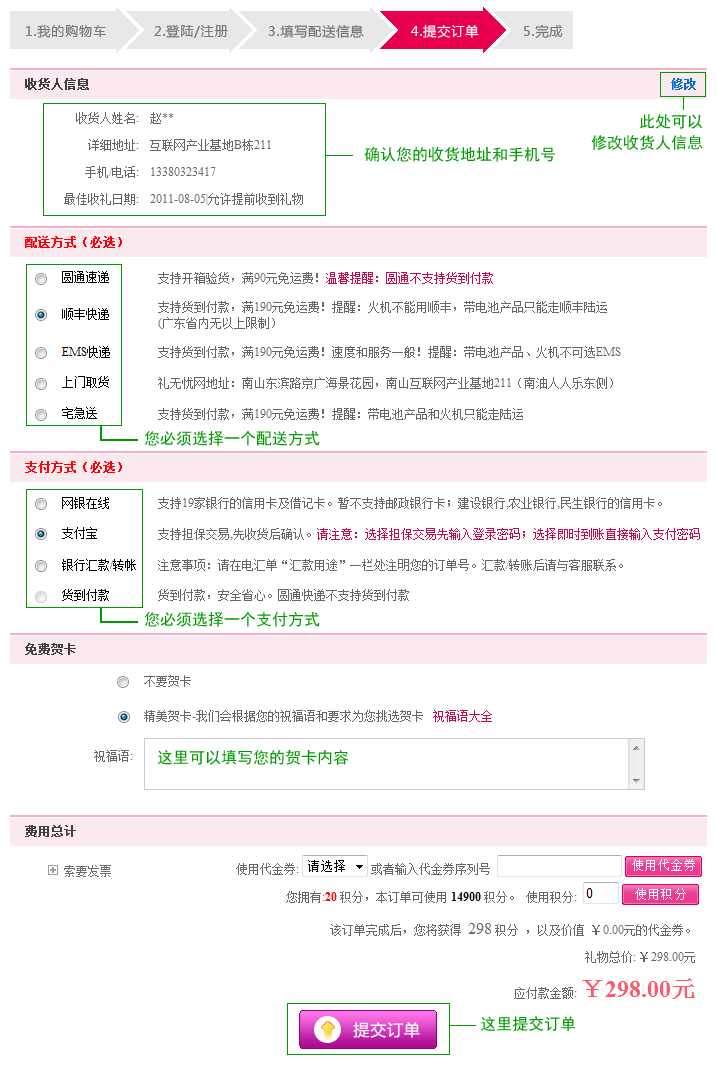 1.我的购物车 2.登陆/注册 3.填写配送信息 4.提交订单 5.完成
收货人信息 修改
收货人姓名: 赵**
详细地址: 互联网产业基地B栋211
手机/电话: 13380323417
最佳收礼日期: 2011-08-05|允许提前收到礼物
确认您的收货地址和手机号
此处可以
修改收货人信息
配送方式（必选）
圆通速递 支持开箱验货，满90元免运费！温馨提醒：圆通不支持货到付款
顺丰快递 支持货到付款，满190元免运费！提醒：火机不能用顺丰，带电池产品只能走顺丰陆运
(广东省内无以上限制）
EMS快递 支持货到付款，满190元免运费！速度和服务一般！提醒：带电池产品、火机不可选EMS
上门取货 礼无忧网地址：南山东滨路京广海景花园，南山互联网产业基地211（南油人人乐东侧）
宅急送 支持货到付款，满190元免运费！提醒：带电池产品和火机只能走陆运
您必须选择一个配送方式
支付方式（必选）
网银在线 支持19家银行的信用卡及借记卡。暂不支持邮政银行卡；建设银行,农业银行,民生银行的信用卡。
支付宝 支持担保交易,先收货后确认。请注意：选择担保交易先输入登录密码；选择即时到账直接输入支付密码
银行汇款/转帐 注意事项：请在电汇单“汇款用途”一栏处注明您的订单号。汇款/转账后请与客服联系。
货到付款 货到付款，安全省心。圆通快递不支持货到付款
您必须选择一个支付方式
免费贺卡
不要贺卡
精美贺卡-我们会根据您的祝福语和要求为您挑选贺卡 祝福语大全
祝福语: 这里可以填写您的贺卡内容
费用总计
索要发票 使用代金券: 请选择 或者输入代金券序列号 使用代金券
您拥有:20 积分，本订单可使用 14900 积分。 使用积分: 0 使用积分
该订单完成后，您将获得 298 积分 ，以及价值 ￥0.00元的代金券。
礼物总价: ￥298.00元
应付款金额: ￥298.00元
提交订单 这里提交订单